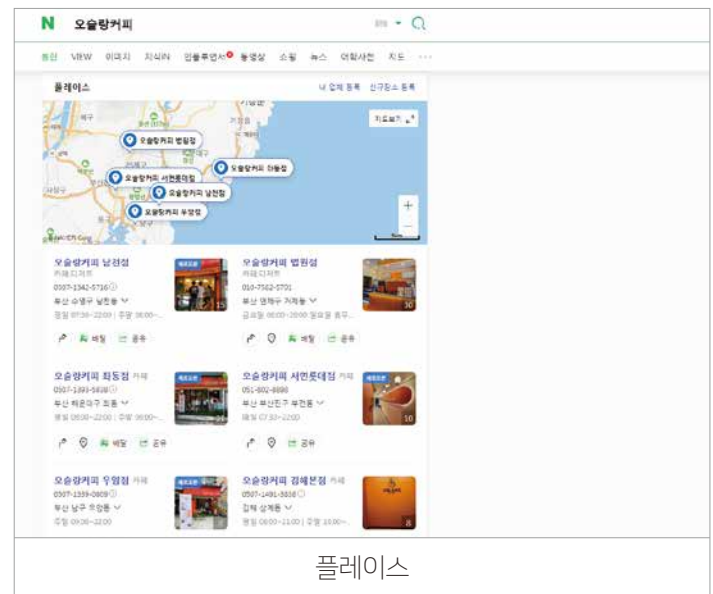 N 오슬랑커피
통합 VIEW 이미지 지식iN 인플루언서 동영상 쇼핑 뉴스 어학사전 지도 ···
플레이스 내 업체 등록 신규장소 등록
지도보기
오슬랑커피 법원점
오슬랑커피 좌동점
오슬랑커피 서면롯데점
오슬랑커피 남천점
오슬랑커피 우암점
오슬랑커피 남천점
카페,디저트
0507-1342-5716
부산 수영구 남천동
오슬랑커피 법원점
카페,디저트
010-7562-5701
부산 연제구 거제동
배달 공유
배달 공유
오슬랑커피 좌동점 카페
부산 해운대구 좌동
오슬랑커피 서면롯데점 카페
051-802-8898
부산 부산진구 부전동
매일 07:30~22:00
배달 공유
공유
오슬랑커피 우암점 카페
부산 남구 우암동
오슬랑커피 김해본점 카페
김해 삼계동
플레이스